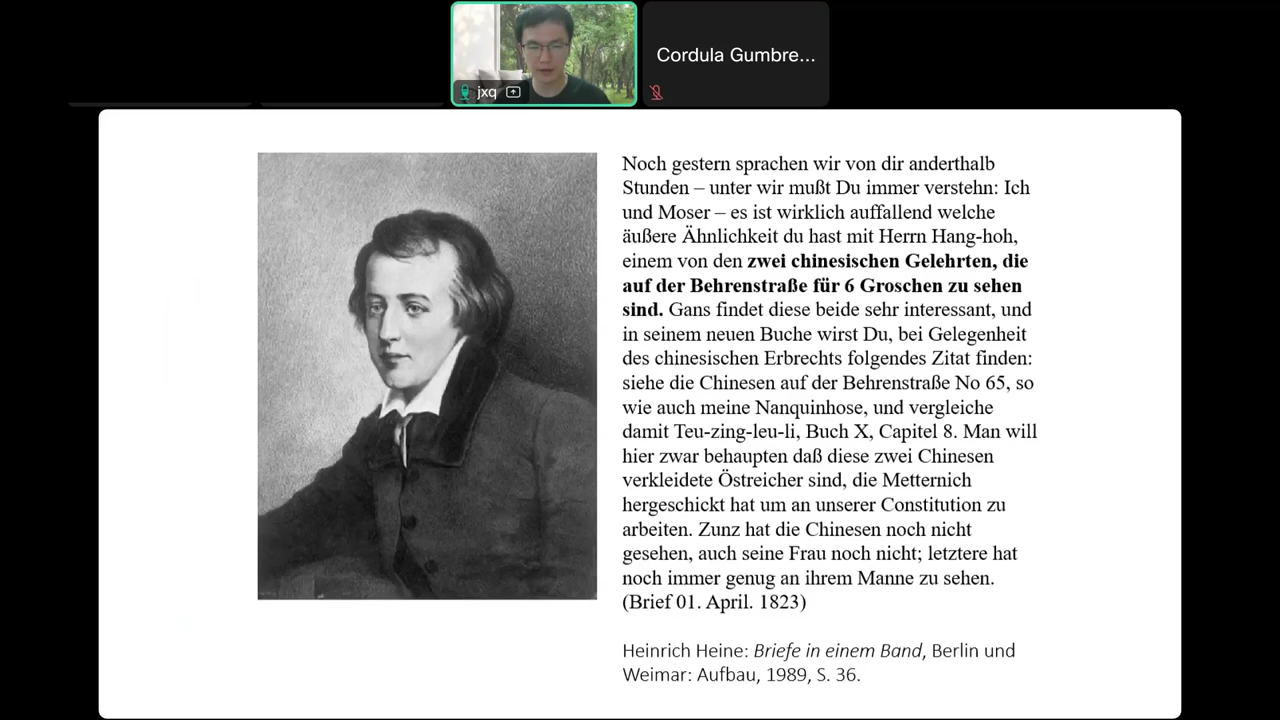 jxq
Cordula Gumbre...
Noch gestern sprachen wir von dir anderthalb
Stunden – unter wir mußt Du immer verstehn: Ich
und Moser – es ist wirklich auffallend welche
äußere Ähnlichkeit du hast mit Herrn Hang-hoh,
einem von den zwei chinesischen Gelehrten, die
auf der Behrenstraße für 6 Groschen zu sehen
sind. Gans findet diese beide sehr interessant, und
in seinem neuen Buche wirst Du, bei Gelegenheit
des chinesischen Erbrechts folgendes Zitat finden:
siehe die Chinesen auf der Behrenstraße No 65, so
wie auch meine Nanquinhose, und vergleiche
damit Teu-zing-leu-li, Buch X, Capitel 8. Man will
hier zwar behaupten daß diese zwei Chinesen
verkleidete Östreicher sind, die Metternich
hergeschickt hat um an unserer Constitution zu
arbeiten. Zunz hat die Chinesen noch nicht
gesehen, auch seine Frau noch nicht; letztere hat
noch immer genug an ihrem Manne zu sehen.
(Brief 01. April. 1823)
Heinrich Heine: Briefe in einem Band, Berlin und
Weimar: Aufbau, 1989, S. 36.